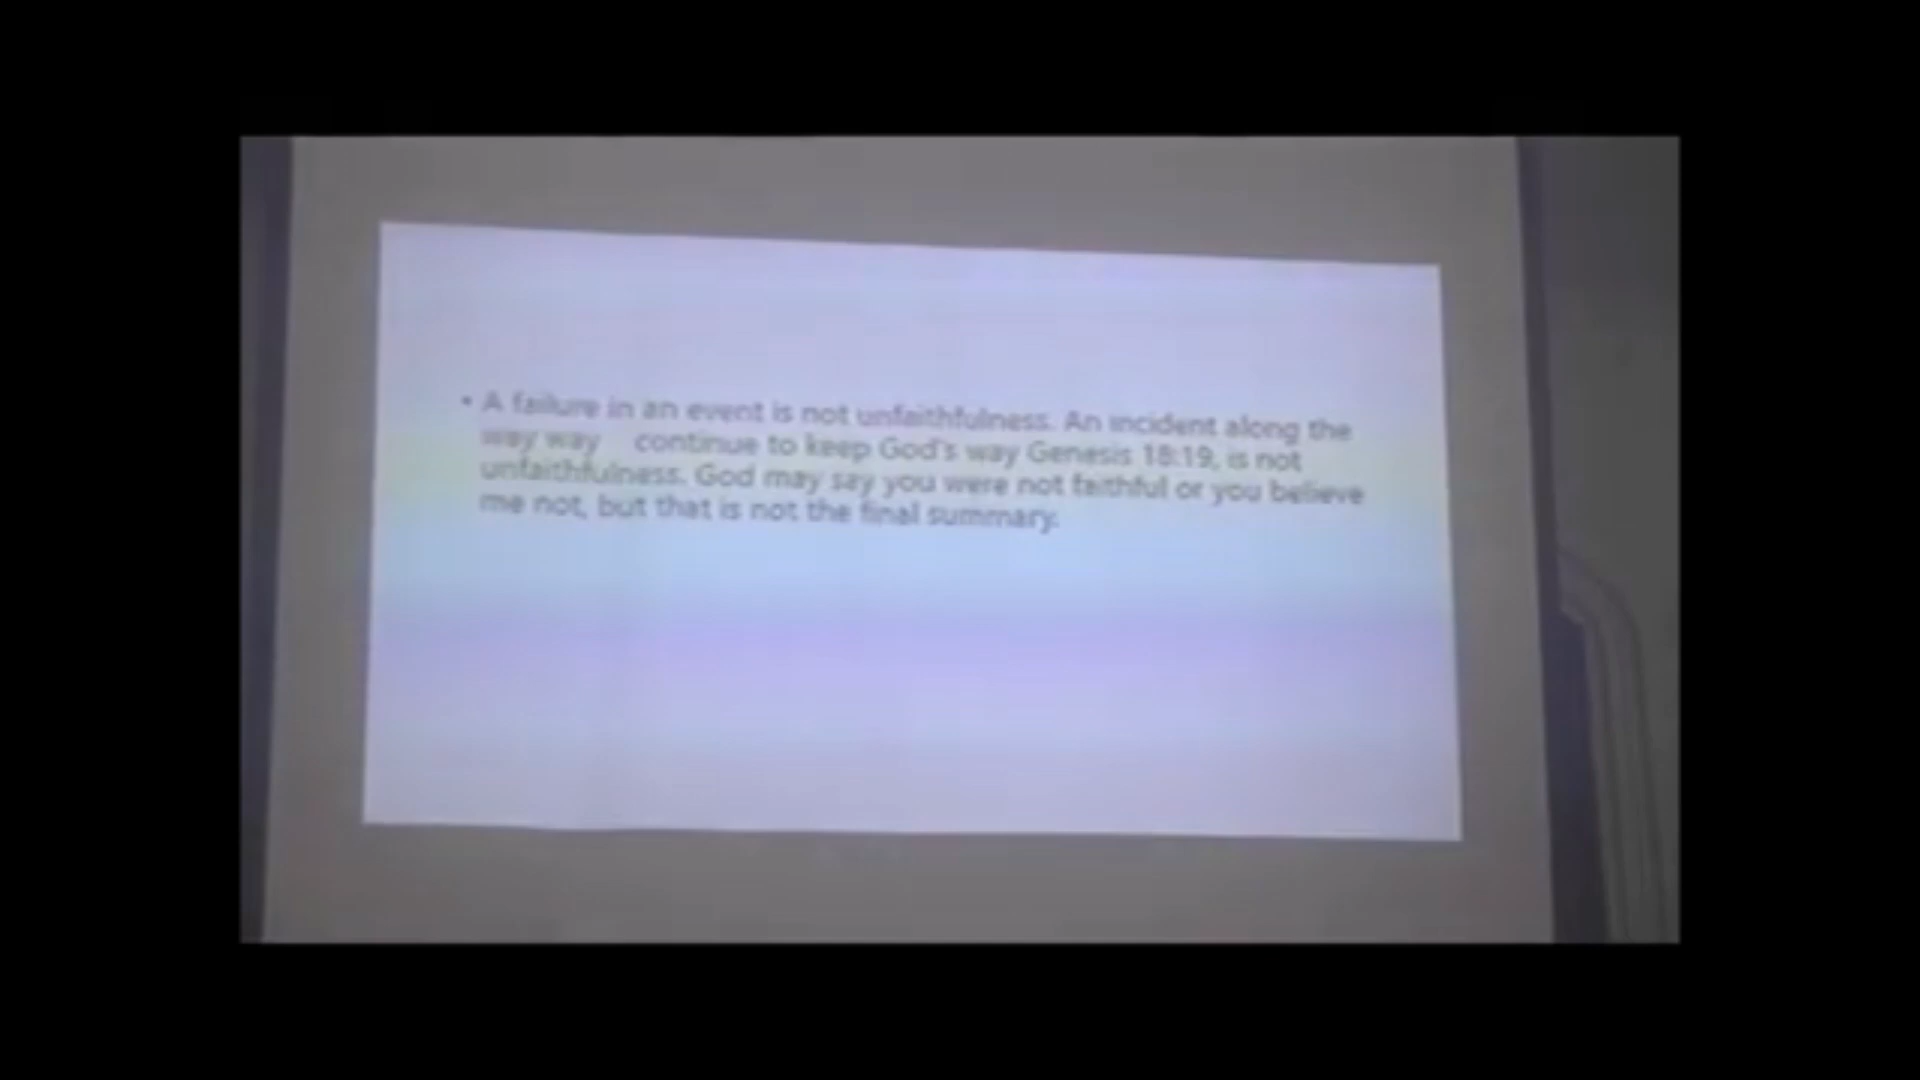 • A failure in an event is not unfaithfulness. An incident along the
way way continue to keep God's way Genesis 18:19, is not
unfaithfulness. God may say you were not faithful or you believe
me not, but that is not the final summary.